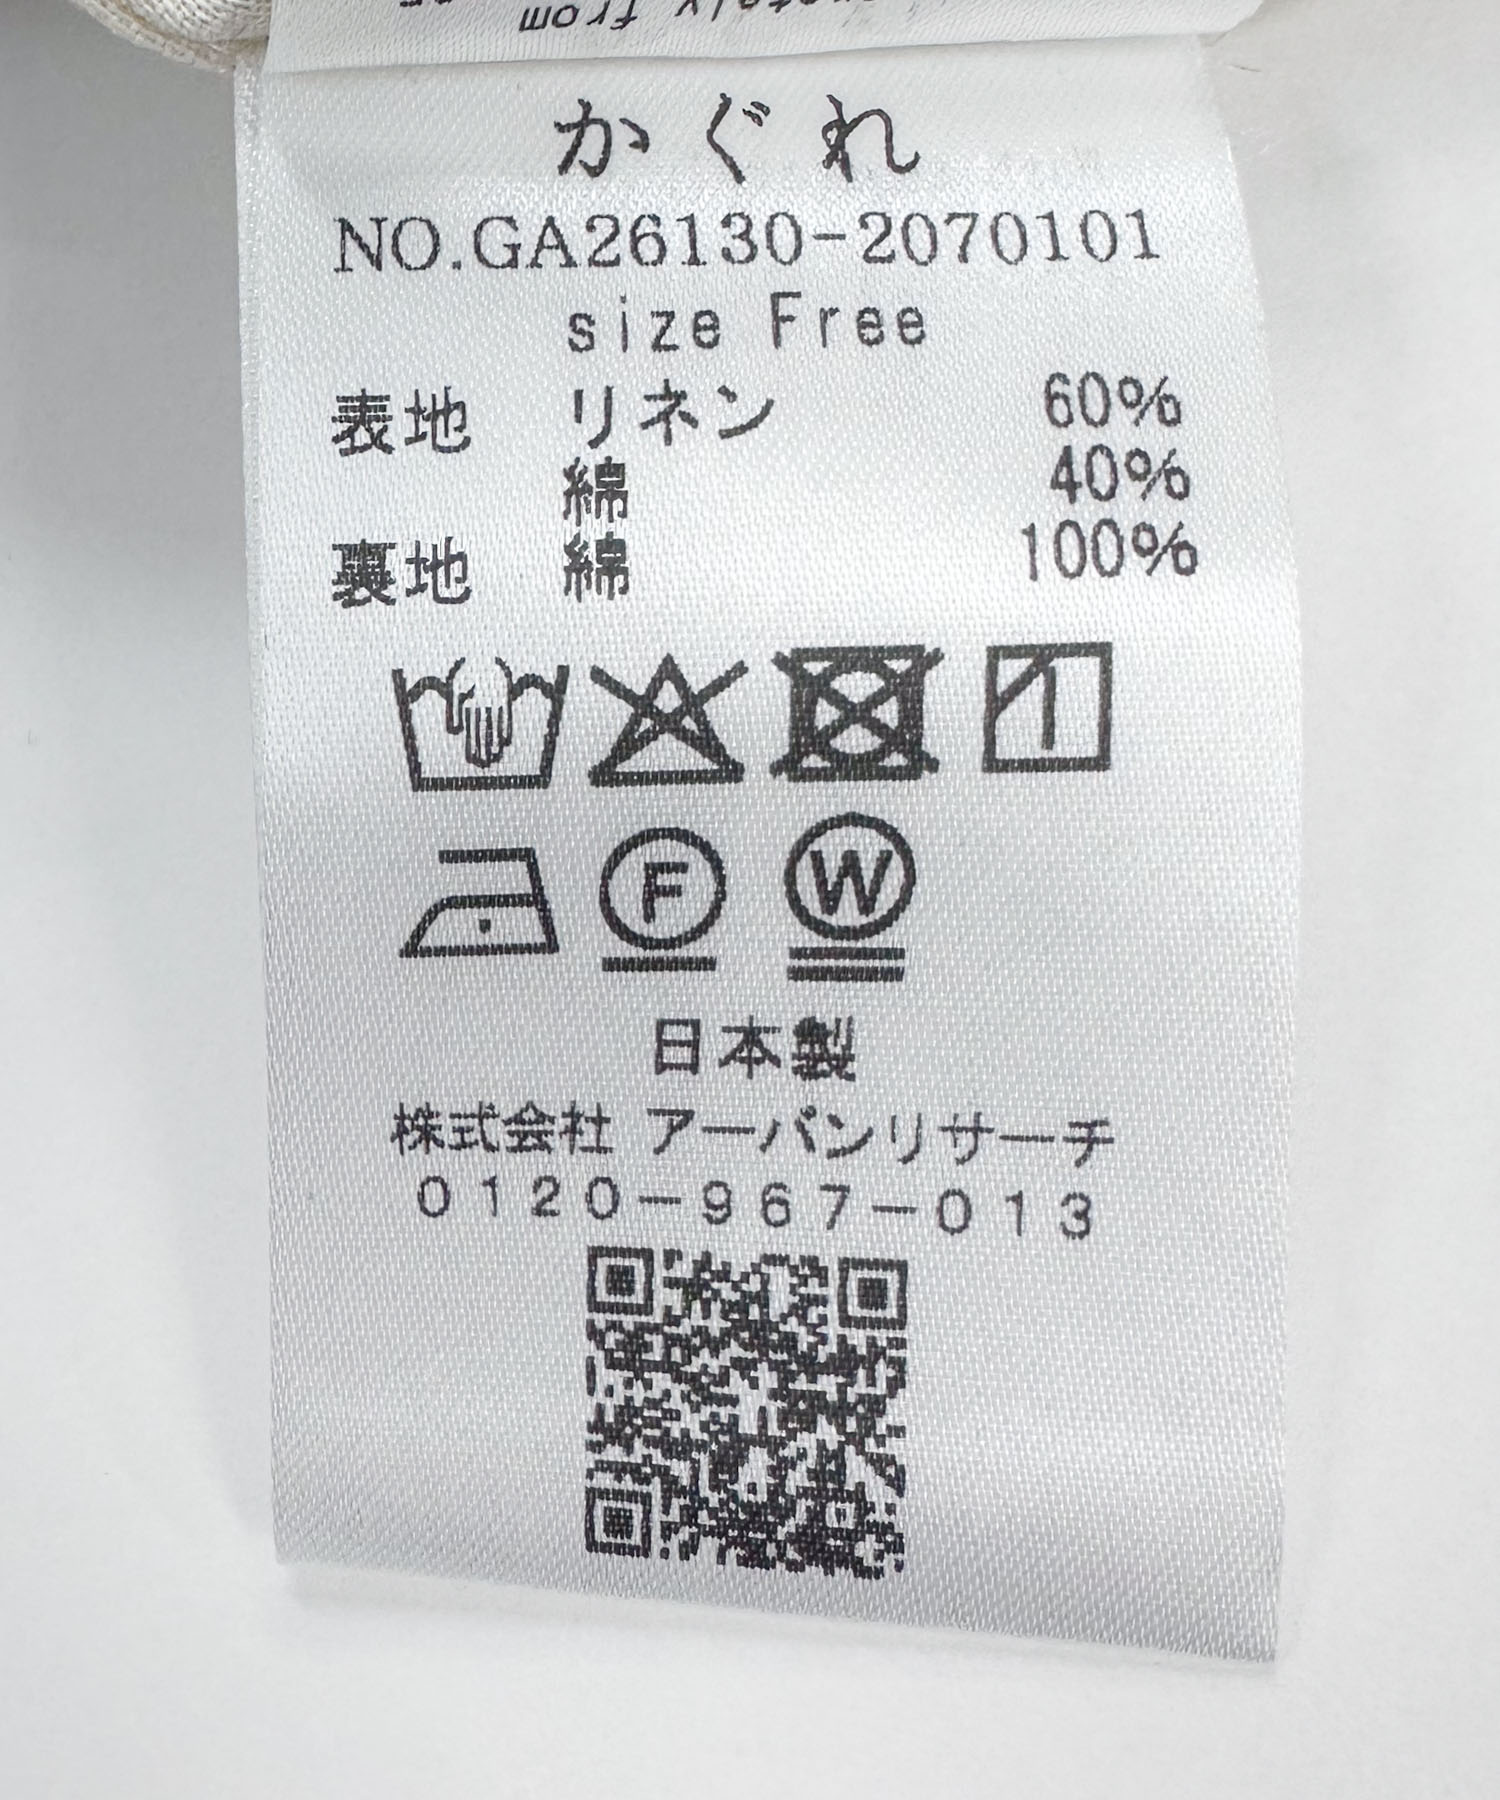 from
かぐれ
NO.GA26130-2070101
size Free
表地 リネン 60%
綿 40%
裏地 綿 100%
F W
日本製
株式会社 アーバンリサーチ
0120-967-013